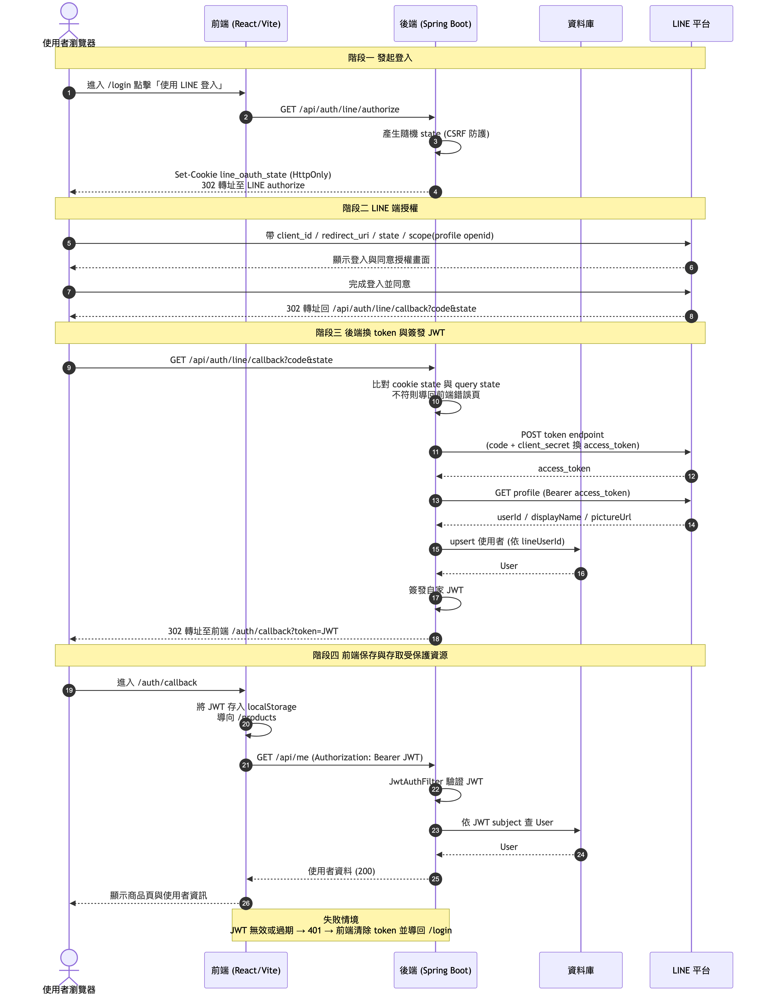 使用者瀏覽器
前端 (React/Vite)
後端 (Spring Boot)
資料庫
LINE 平台
階段一 發起登入
1
進入 /login 點擊「使用 LINE 登入」
2
GET /api/auth/line/authorize
產生隨機 state (CSRF 防護)
3
Set-Cookie line_oauth_state (HttpOnly)
302 轉址至 LINE authorize
4
階段二 LINE 端授權
5
帶 client_id / redirect_uri / state / scope(profile openid)
顯示登入與同意授權畫面
6
7
完成登入並同意
302 轉址回 /api/auth/line/callback?code&state
8
階段三 後端換 token 與簽發 JWT
9
GET /api/auth/line/callback?code&state
比對 cookie state 與 query state
不符則導回前端錯誤頁
10
POST token endpoint
(code + client_secret 換 access_token)
11
access_token
12
13
GET profile (Bearer access_token)
userId / displayName / pictureUrl
14
15
upsert 使用者 (依 lineUserId)
User
16
簽發自家 JWT
17
302 轉址至前端 /auth/callback?token=JWT
18
階段四 前端保存與存取受保護資源
19
進入 /auth/callback
將 JWT 存入 localStorage
導向 /products
20
21
GET /api/me (Authorization: Bearer JWT)
JwtAuthFilter 驗證 JWT
22
23
依 JWT subject 查 User
User
24
使用者資料 (200)
25
顯示商品頁與使用者資訊
26
失敗情境
JWT 無效或過期 → 401 → 前端清除 token 並導回 /login
使用者瀏覽器
前端 (React/Vite)
後端 (Spring Boot)
資料庫
LINE 平台